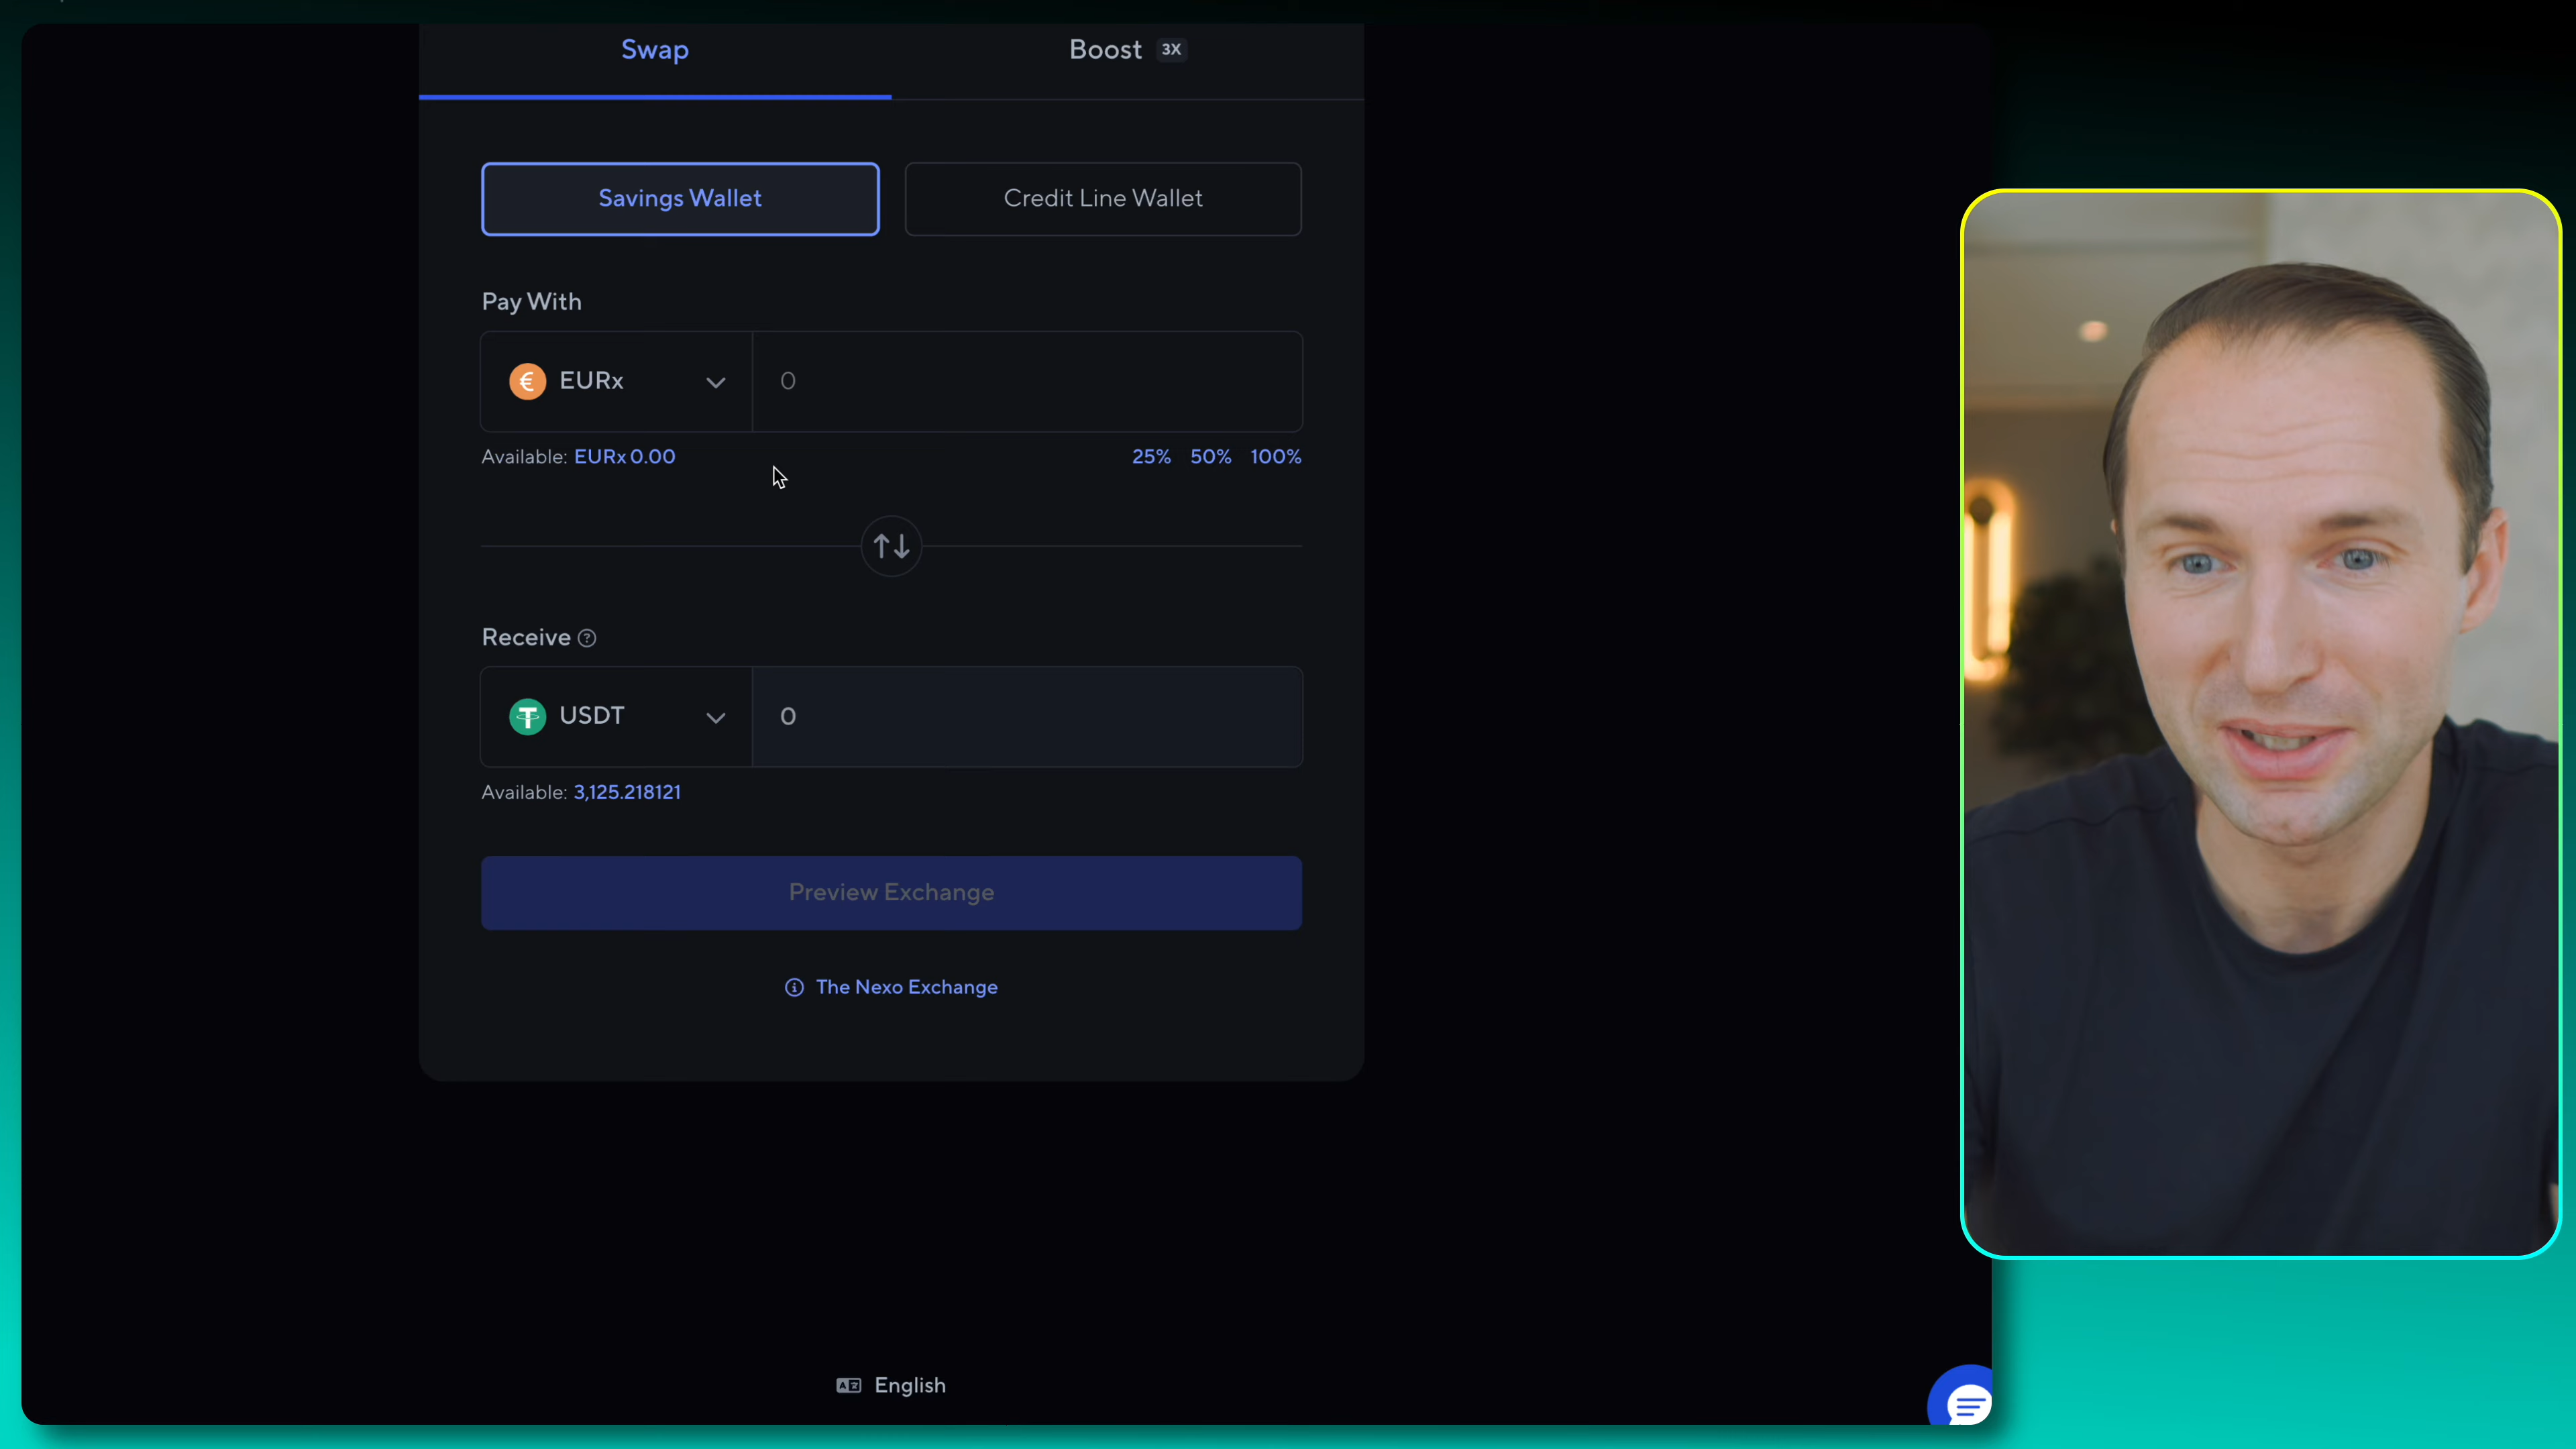 Swap
Boost 3X
Savings Wallet
Credit Line Wallet
Pay With
€ EURx
0
Available: EURx 0.00
25% 50% 100%
Receive ?
USDT
0
Available: 3,125.218121
Preview Exchange
The Nexo Exchange
English